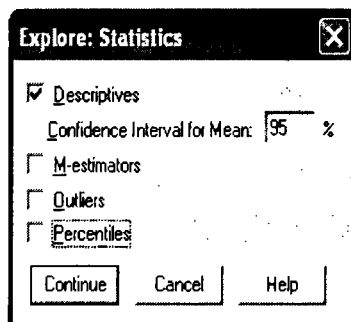 Explore: Statistics
Descriptives
Confidence Interval for Mean: 95 %
M-estimators
Outliers
Percentiles
Continue Cancel Help